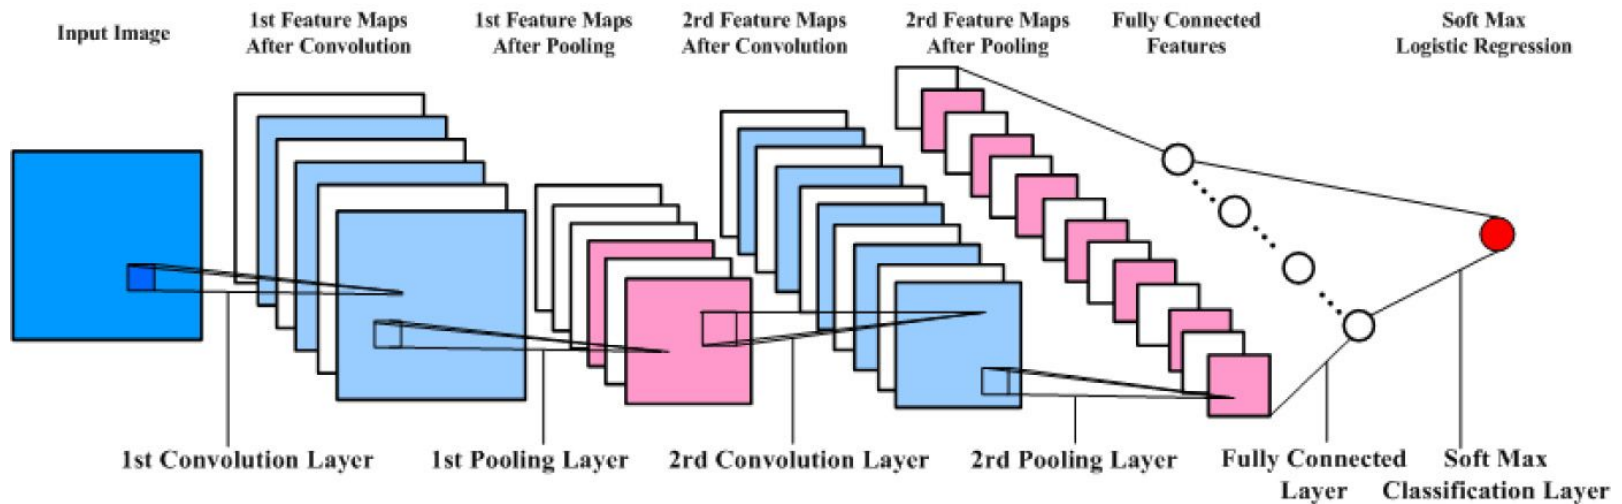 Input Image
1st Feature Maps
After Convolution
1st Feature Maps
After Pooling
2rd Feature Maps
After Convolution
2rd Feature Maps
After Pooling
Fully Connected
Features
Soft Max
Logistic Regression
1st Convolution Layer
1st Pooling Layer
2rd Convolution Layer
2rd Pooling Layer
Fully Connected
Layer
Soft Max
Classification Layer